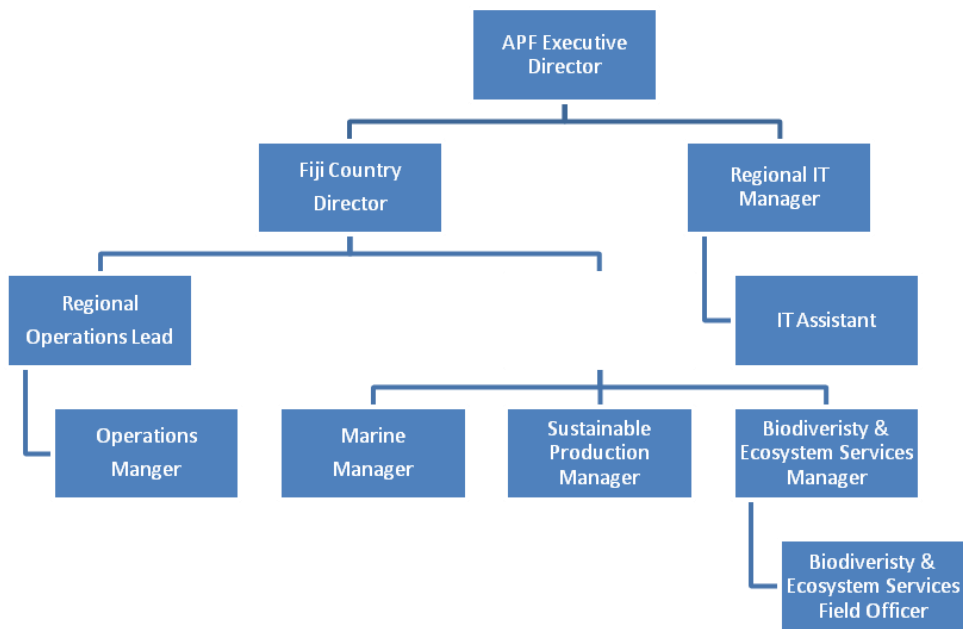 APF Executive
Director
Fiji Country
Director
Regional IT
Manager
Regional
Operations Lead
IT Assistant
Operations
Manger
Marine
Manager
Sustainable
Production
Manager
Biodiveristy &
Ecosystem Services
Manager
Biodiveristy &
Ecosystem Services
Field Officer